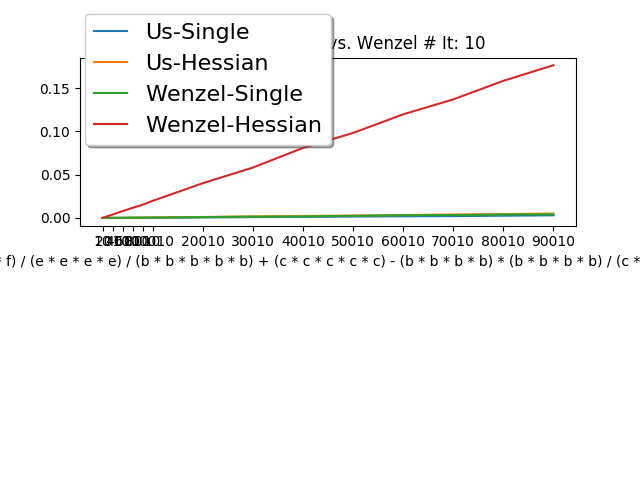 Us-Single
Us-Hessian
Wenzel-Single
Wenzel-Hessian
vs. Wenzel # It: 10
0.15
0.10
0.05
0.00
10010 20010 30010 40010 50010 60010 70010 80010 90010
* f) / (e * e * e * e) / (b * b * b * b * b) + (c * c * c * c * c) - (b * b * b * b) * (b * b * b * b) / (c *